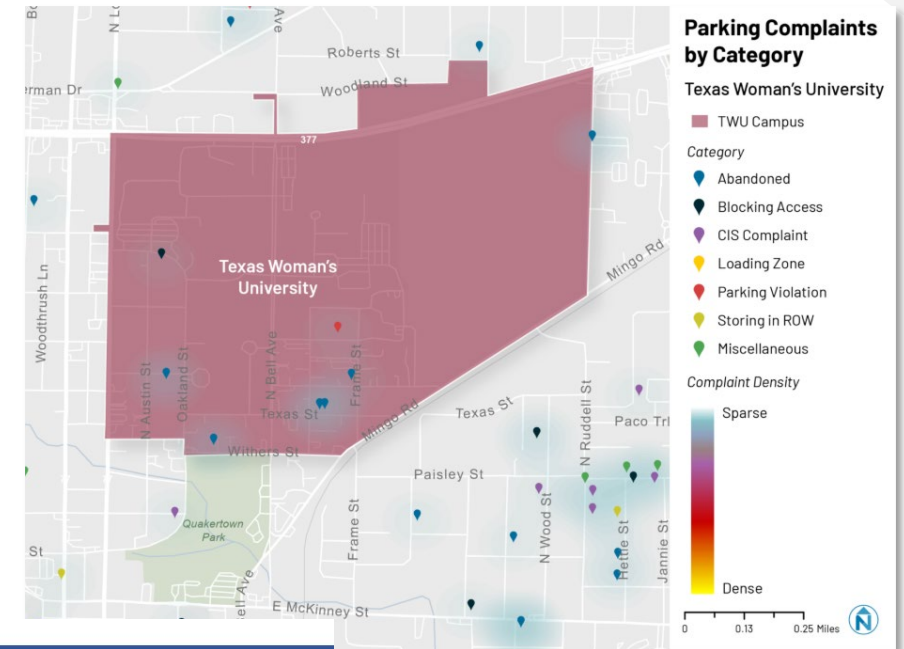 Parking Complaints
by Category
Texas Woman's University
TWU Campus
Category
Abandoned
Blocking Access
CIS Complaint
Loading Zone
Parking Violation
Storing in ROW
Miscellaneous
Complaint Density
Sparse
Dense
0 0.13 0.25 Miles
N
Ave
Roberts St
Woodland St
erman Dr
377
Mingo Rd
Texas Woman's
University
Woodthrush Ln
N Austin St
Oakland St
N Bell Ave
Frame St
Texas St
Mingo Rd
Texas St
N Ruddell St
Paco Trl
Withers St
Paisley St
Quakertown
Park
Frame St
N Wood St
Hettie St
Jannie St
St
ell Ave
E McKinney St